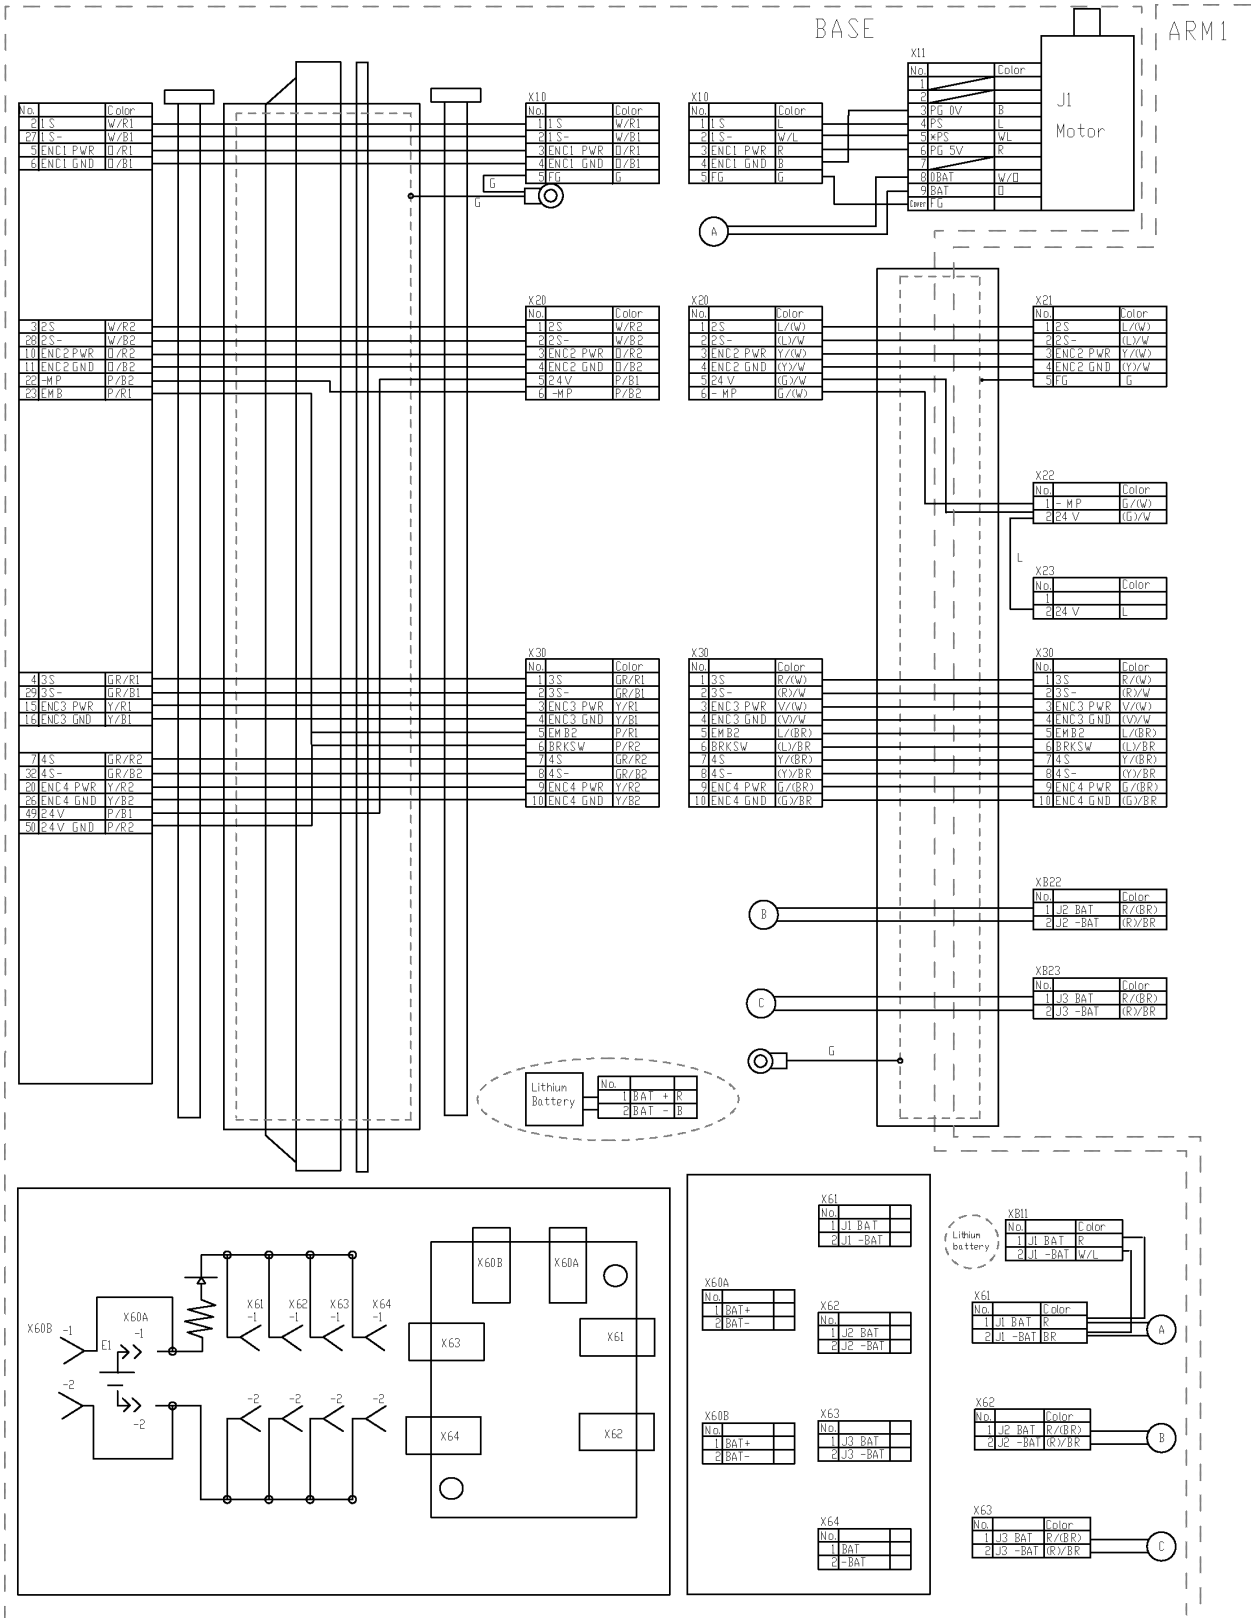 BASE
ARM1
No. Color
2 1S W/R1
27 1S- W/B1
5 ENC1 PWR O/R1
6 ENC1 GND O/B1
3 2S W/R2
28 2S- W/B2
10 ENC2 PWR O/R2
11 ENC2 GND O/B2
22 -MP P/B2
23 EMB P/R1
4 3S GR/R1
29 3S- GR/B1
15 ENC3 PWR Y/R1
16 ENC3 GND Y/B1
7 4S GR/R2
32 4S- GR/B2
20 ENC4 PWR Y/R2
26 ENC4 GND Y/B2
49 24V P/B1
50 24V GND P/R2
X10
No. Color
1 1S W/R1
2 1S- W/B1
3 ENC1 PWR O/R1
4 ENC1 GND O/B1
5 FG G
G
G
X10
No. Color
1 1S L
2 1S- W/L
3 ENC1 PWR R
4 ENC1 GND B
5 FG G
A
X11
No. Color
1
2
3 PG 0V B
4 PS L
5 *PS WL
6 PG 5V R
7
8 0BAT W/O
9 BAT O
Cover FG
J1
Motor
X20
No. Color
1 2S W/R2
2 2S- W/B2
3 ENC2 PWR O/R2
4 ENC2 GND O/B2
5 24V P/B1
6 -MP P/B2
X20
No. Color
1 2S L/(W)
2 2S- (L)/W
3 ENC2 PWR Y/(W)
4 ENC2 GND (Y)/W
5 24V (G)/W
6 -MP G/(W)
X21
No. Color
1 2S L/(W)
2 2S- (L)/W
3 ENC2 PWR Y/(W)
4 ENC2 GND (Y)/W
5 FG G
X22
No. Color
1 -MP G/(W)
2 24V (G)/W
L
X23
No. Color
1
2 24V L
X30
No. Color
1 3S GR/R1
2 3S- GR/B1
3 ENC3 PWR Y/R1
4 ENC3 GND Y/B1
5 EMB2 P/R1
6 BRKSW P/R2
7 4S GR/R2
8 4S- GR/B2
9 ENC4 PWR Y/R2
10 ENC4 GND Y/B2
X30
No. Color
1 3S R/(W)
2 3S- (R)/W
3 ENC3 PWR V/(W)
4 ENC3 GND (V)/W
5 EMB2 L/(BR)
6 BRKSW (L)/BR
7 4S Y/(BR)
8 4S- (Y)/BR
9 ENC4 PWR G/(BR)
10 ENC4 GND (G)/BR
X30
No. Color
1 3S R/(W)
2 3S- (R)/W
3 ENC3 PWR V/(W)
4 ENC3 GND (V)/W
5 EMB2 L/(BR)
6 BRKSW (L)/BR
7 4S Y/(BR)
8 4S- (Y)/BR
9 ENC4 PWR G/(BR)
10 ENC4 GND (G)/BR
B
XB22
No. Color
1 J2 BAT R/(BR)
2 J2 -BAT (R)/BR
C
XB23
No. Color
1 J3 BAT R/(BR)
2 J3 -BAT (R)/BR
G
Lithium
Battery
No.
1 BAT + R
2 BAT - B
X60B
-1
-2
X60A
-1
E1
-2
X61
-1
X62
-1
X63
-1
X64
-1
-2
-2
-2
-2
X60B
X60A
X63
X61
X64
X62
X61
No.
1 J1 BAT
2 J1 -BAT
X60A
No.
1 BAT+
2 BAT-
X62
No.
1 J2 BAT
2 J2 -BAT
X60B
No.
1 BAT+
2 BAT-
X63
No.
1 J3 BAT
2 J3 -BAT
X64
No.
1 BAT
2 -BAT
Lithium
battery
XB11
No. Color
1 J1 BAT R
2 J1 -BAT W/L
X61
No. Color
1 J1 BAT R
2 J1 -BAT BR
A
X62
No. Color
1 J2 BAT R/(BR)
2 J2 -BAT (R)/BR
B
X63
No. Color
1 J3 BAT R/(BR)
2 J3 -BAT (R)/BR
C